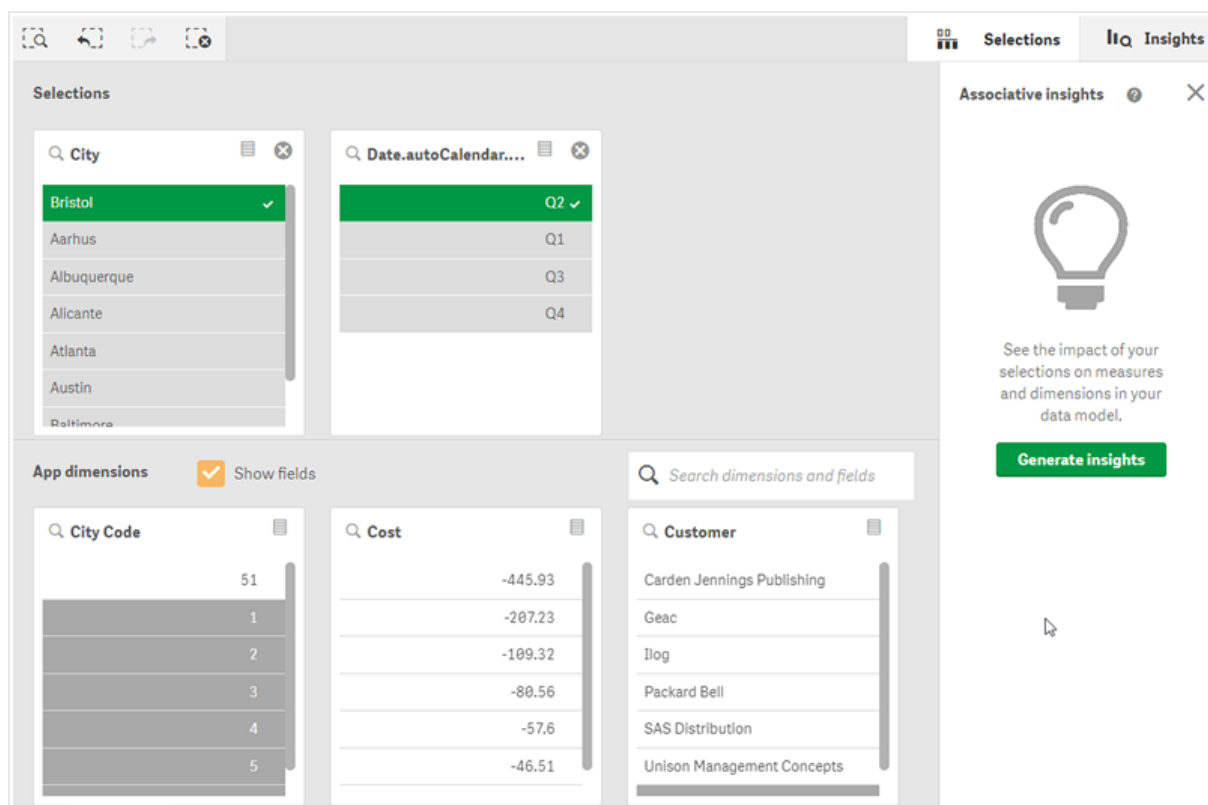 Selections
Insights
Selections
Associative insights
City
Date.autoCalendar....
Bristol
Q2
Aarhus
Q1
Albuquerque
Q3
Alicante
Q4
Atlanta
Austin
Baltimore
See the impact of your
selections on measures
and dimensions in your
data model.
Generate insights
App dimensions
Show fields
Search dimensions and fields
City Code
Cost
Customer
51
-445.93
Carden Jennings Publishing
1
-207.23
Geac
2
-109.32
Ilog
3
-80.56
Packard Bell
4
-57.6
SAS Distribution
5
-46.51
Unison Management Concepts